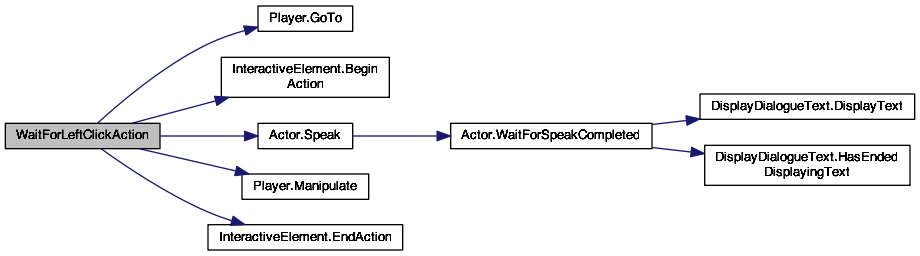 Player.GoTo
InteractiveElement.Begin
Action
WaitForLeftClickAction
Actor.Speak
Actor.WaitForSpeakCompleted
DisplayDialogueText.DisplayText
DisplayDialogueText.HasEnded
DisplayingText
Player.Manipulate
InteractiveElement.EndAction